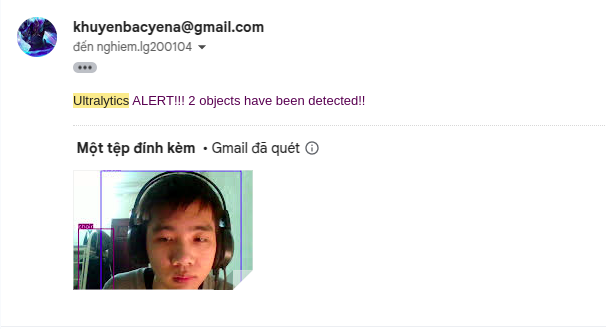 khuyenbacyena@gmail.com
đến nghiem.lg200104
Ultralytics ALERT!!! 2 objects have been detected!!
Một tệp đính kèm • Gmail đã quét